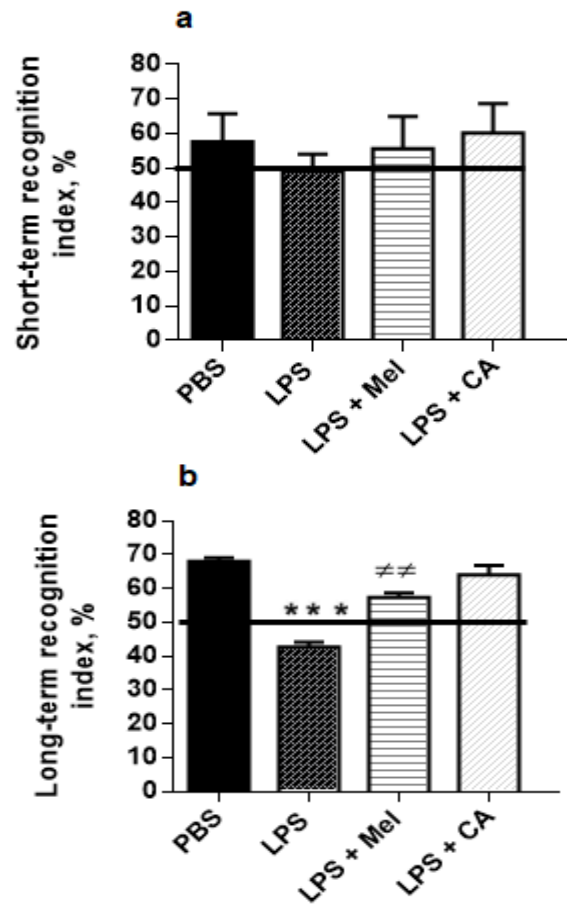 a
Short-term recognition
index, %
80
70
60
50
40
30
20
10
0
PBS
LPS
LPS + Mel
LPS + CA
b
Long-term recognition
index, %
80
70
60
50
40
30
20
10
0
* * *
≠≠
PBS
LPS
LPS + Mel
LPS + CA